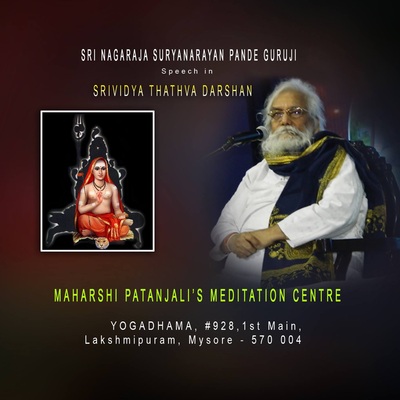 SRI NAGARAJA SURYANARAYAN PANDE GURUJI
Speech in
SRIVIDYA THATHVA DARSHAN
MAHARSHI PATANJALI'S MEDITATION CENTRE
YOGADHAMA, #928,1st Main,
Lakshmipuram, Mysore - 570 004